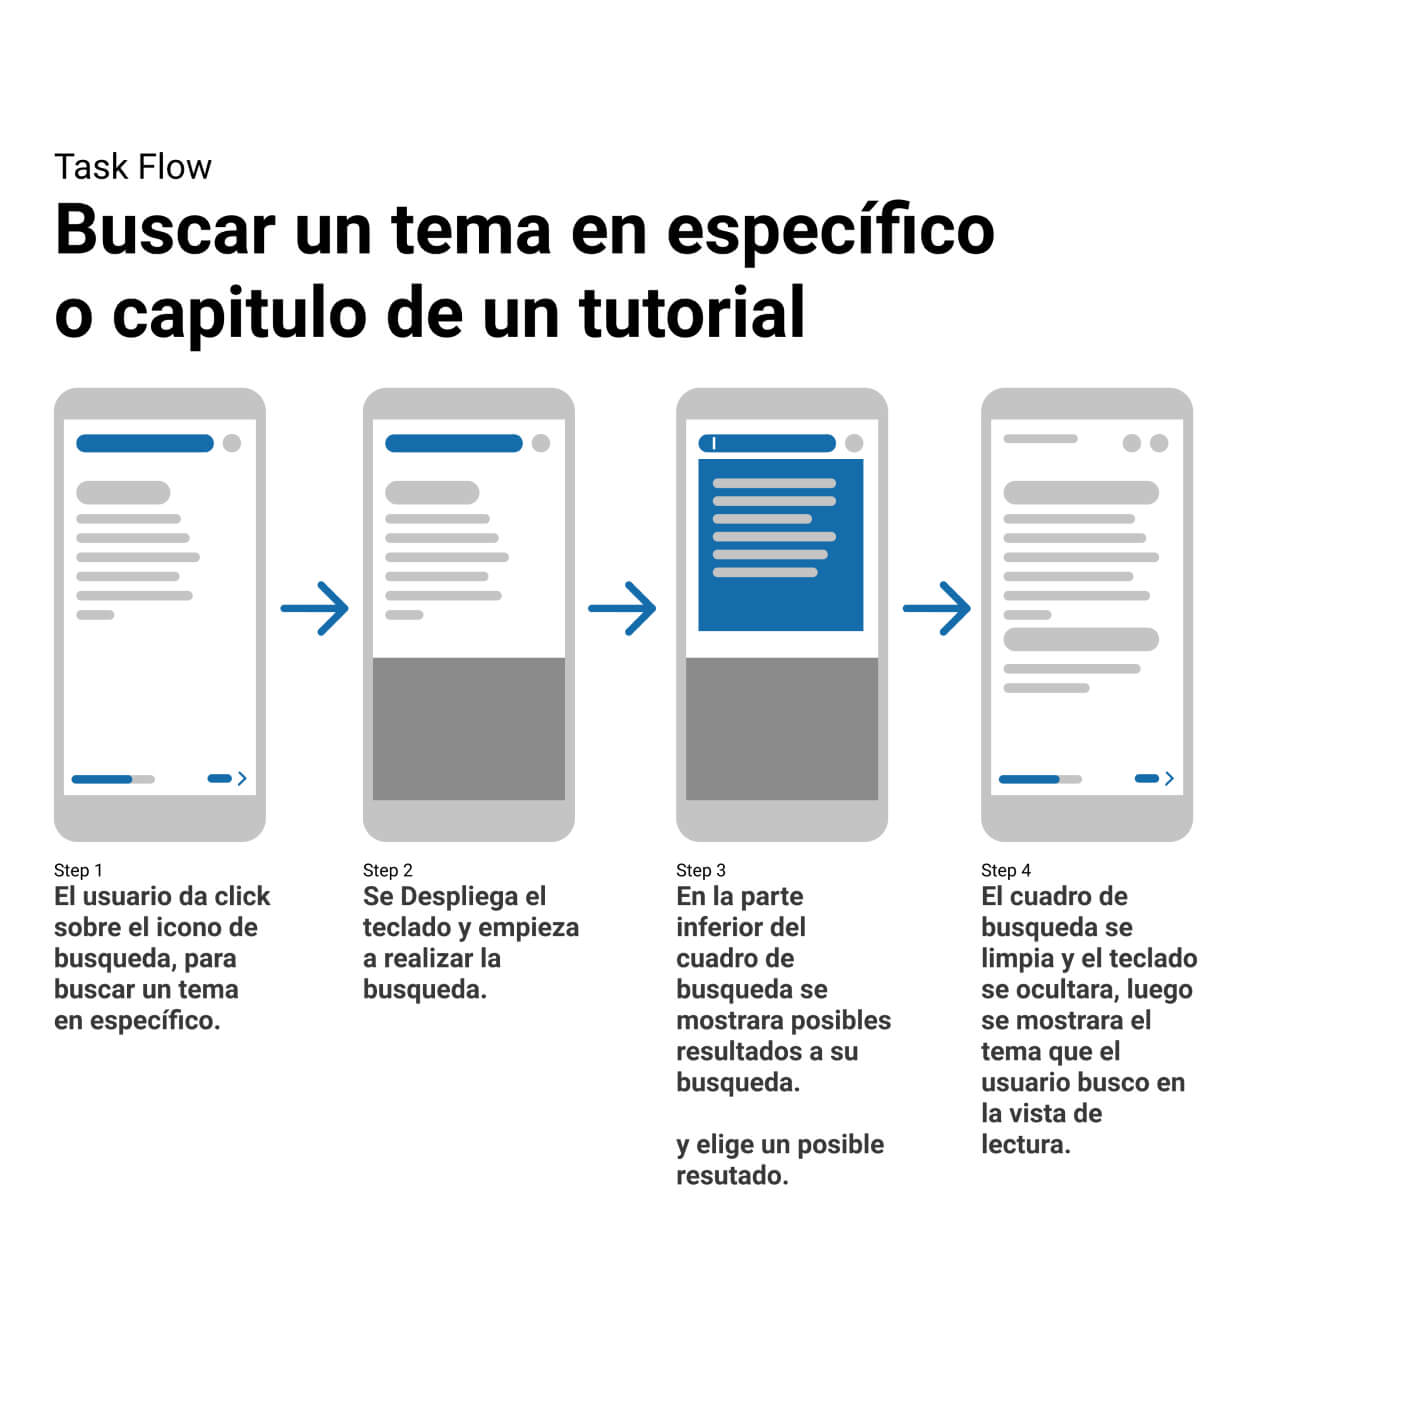 Task Flow
Buscar un tema en específico
o capitulo de un tutorial
Step 1
El usuario da click
sobre el icono de
busqueda, para
buscar un tema
en específico.
Step 2
Se Despliega el
teclado y empieza
a realizar la
busqueda.
Step 3
En la parte
inferior del
cuadro de
busqueda se
mostrara posibles
resultados a su
busqueda.
y elige un posible
resutado.
Step 4
El cuadro de
busqueda se
limpia y el teclado
se ocultara, luego
se mostrara el
tema que el
usuario busco en
la vista de
lectura.